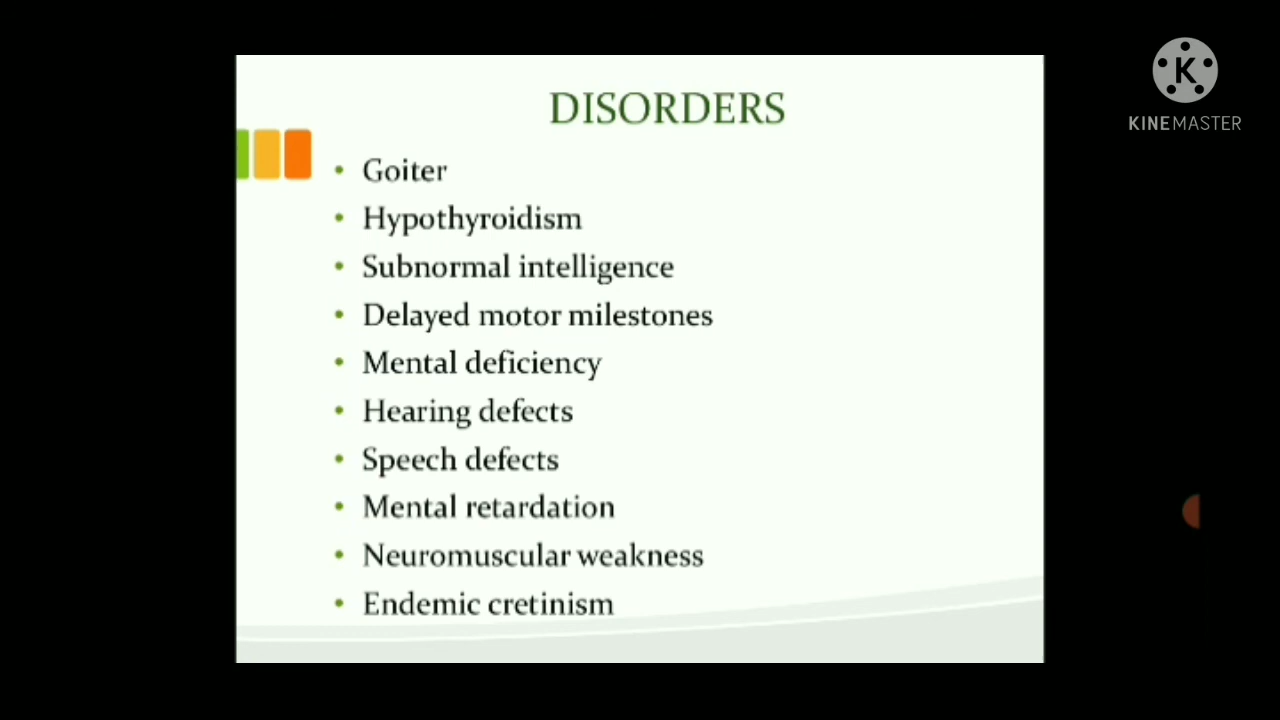 DISORDERS
• Goiter
• Hypothyroidism
• Subnormal intelligence
• Delayed motor milestones
• Mental deficiency
• Hearing defects
• Speech defects
• Mental retardation
• Neuromuscular weakness
• Endemic cretinism
K
KINEMASTER